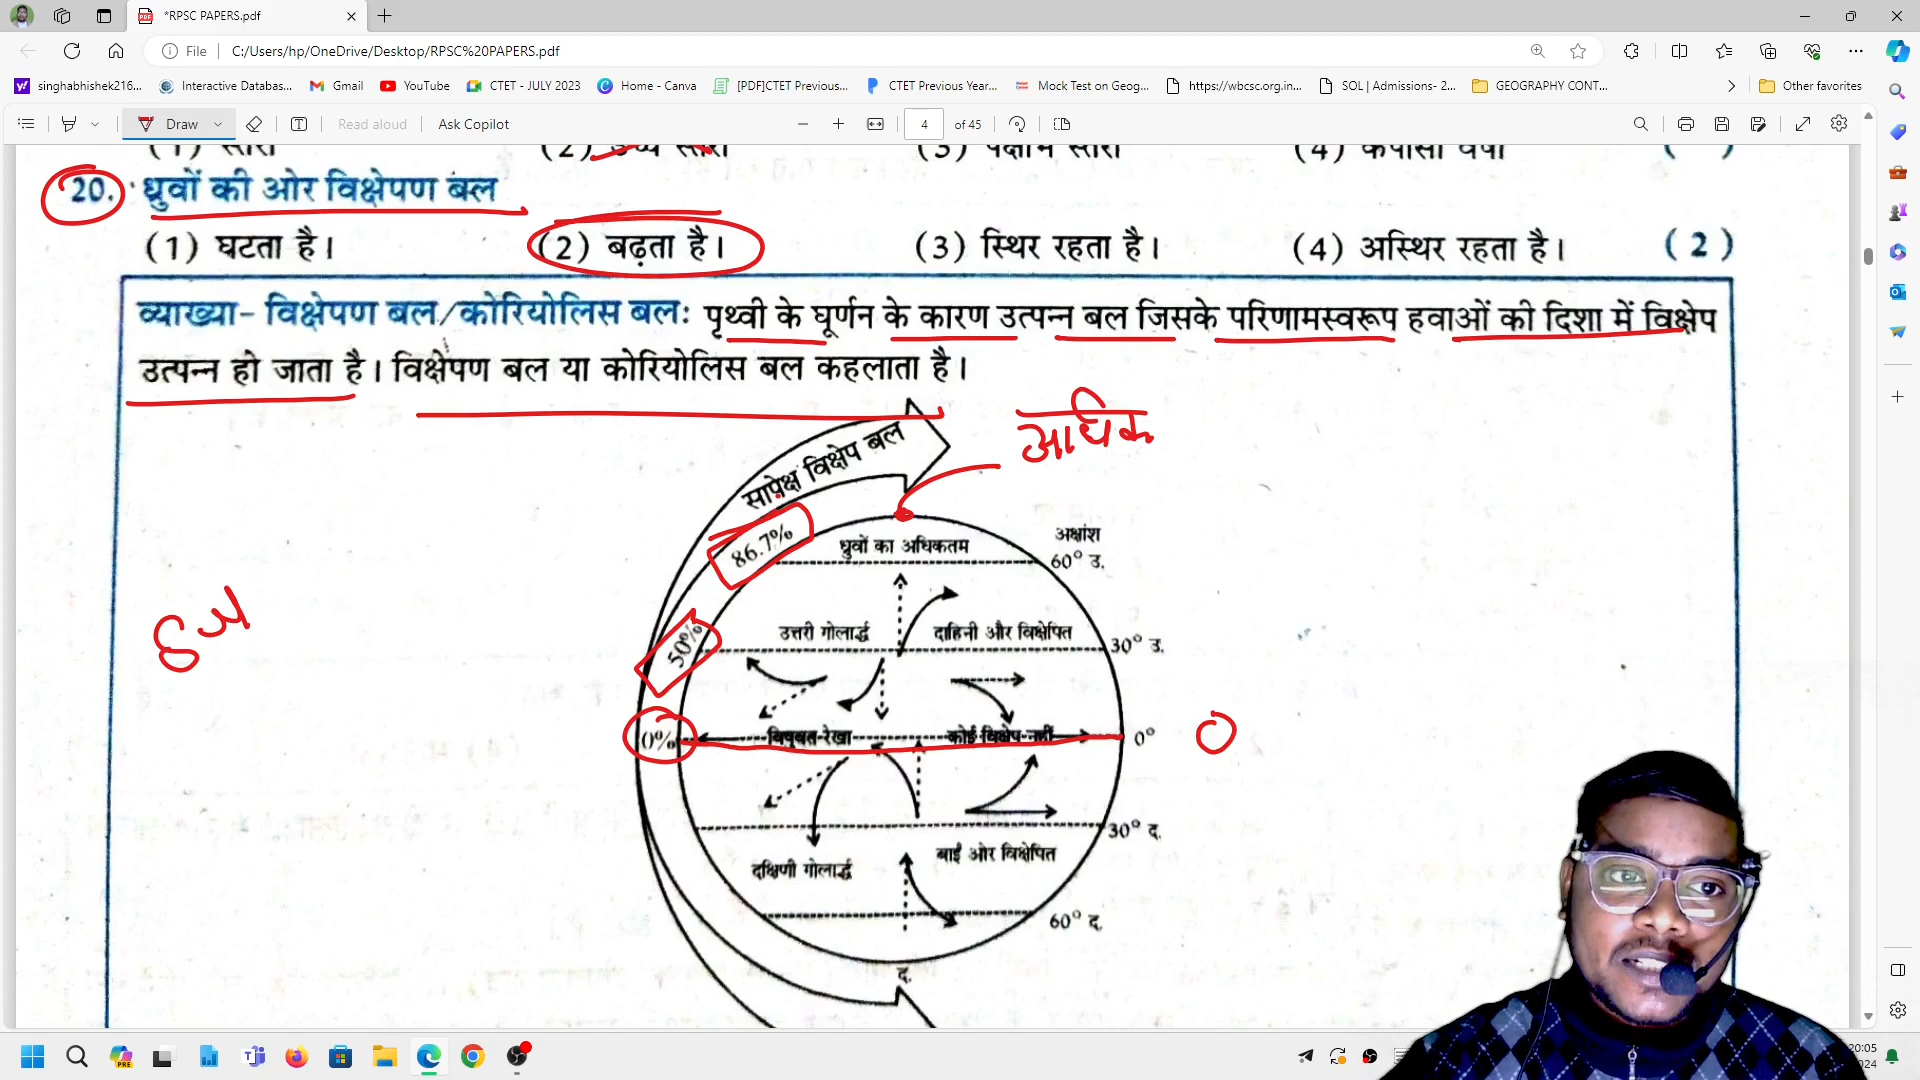 *RPSC PAPERS.pdf
File C:/Users/hp/OneDrive/Desktop/RPSC%20PAPERS.pdf
singhabhishek216... Interactive Databas... Gmail YouTube CTET - JULY 2023 Home - Canva [PDF]CTET Previous... CTET Previous Year... Mock Test on Geog... https://wbcsc.org.in... SOL | Admissions- 2... GEOGRAPHY CONT... Other favorites
Draw Read aloud Ask Copilot 4 of 45
20. ध्रुवों की ओर विक्षेपण बल
(1) घटता है। (2) बढ़ता है। (3) स्थिर रहता है। (4) अस्थिर रहता है। (2)
व्याख्या- विक्षेपण बल/कोरियोलिस बल: पृथ्वी के घूर्णन के कारण उत्पन्न बल जिसके परिणामस्वरूप हवाओं की दिशा में विक्षेप
उत्पन्न हो जाता है। विक्षेपण बल या कोरियोलिस बल कहलाता है।
अधिक
सापेक्ष विक्षेप बल
86.7% ध्रुवों का अधिकतम अक्षांश
60° उ.
50% उत्तरी गोलार्द्ध दाहिनी और विक्षेपित 30° उ.
0% विषुवत रेखा कोई विक्षेप नहीं 0° 0
30° द.
दक्षिणी गोलार्द्ध बाईं ओर विक्षेपित
60° द.
द.
20:05